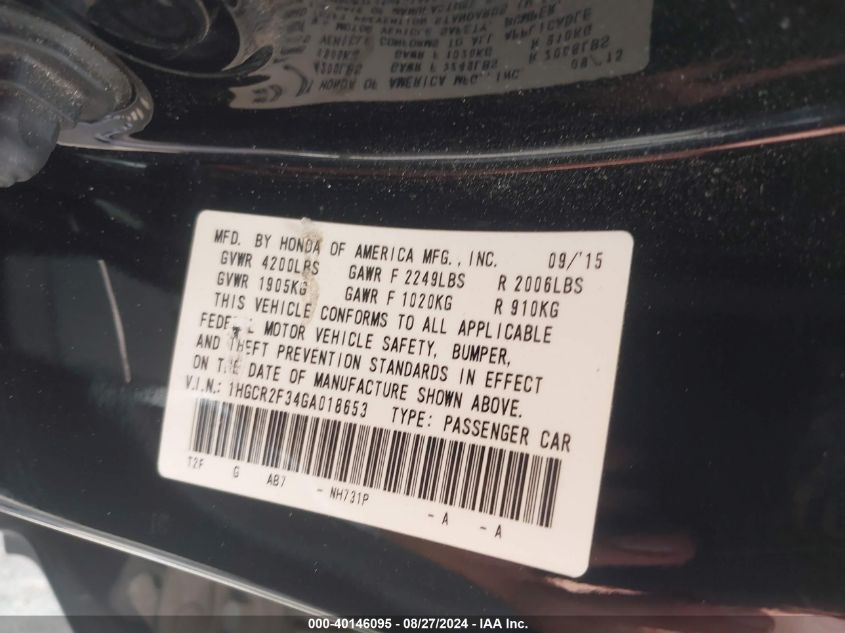 MFD. BY HONDA OF AMERICA MFG., INC. 09/'15
GVWR 4200LBS GAWR F 2249LBS R 2006LBS
GVWR 1905KG GAWR F 1020KG R 910KG
THIS VEHICLE CONFORMS TO ALL APPLICABLE
FEDERAL MOTOR VEHICLE SAFETY, BUMPER,
AND THEFT PREVENTION STANDARDS IN EFFECT
ON THE DATE OF MANUFACTURE SHOWN ABOVE.
V.I.N.: 1HGCR2F34GA018653 TYPE: PASSENGER CAR
T2F G AB7 - NH731P - A - A
000-40146095 - 08/27/2024 - IAA Inc.